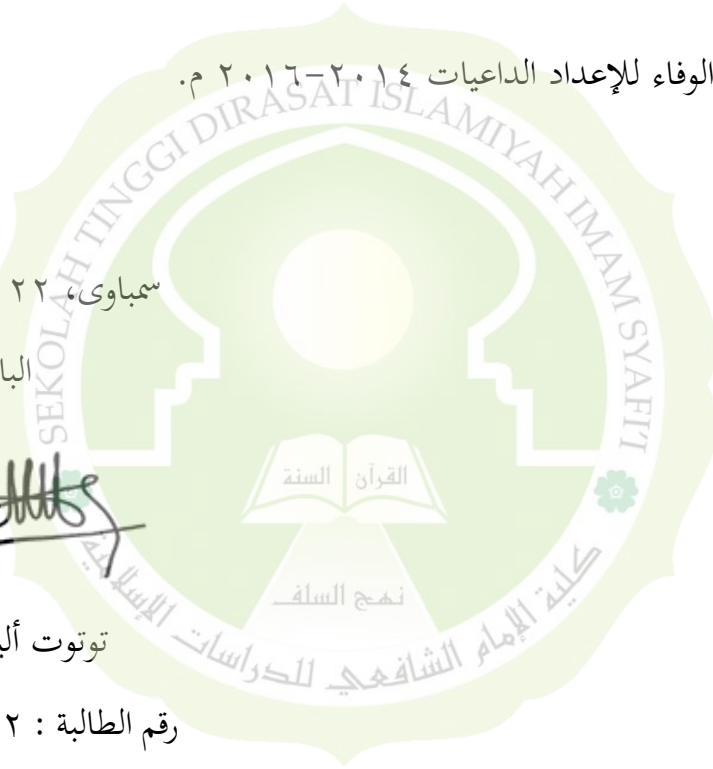 الوفاء للإعداد الداعيات ٢٠١٤-٢٠١٦ م.
SEKOLAH TINGGI DIRASAT ISLAMIYAH IMAM SYAFI'I
سمباوى، ٢٢
القرآن السنة
نهج السلف
كلية الإمام الشافعي للدراسات الإسلامية
توتوت
رقم الطالبة : ٢